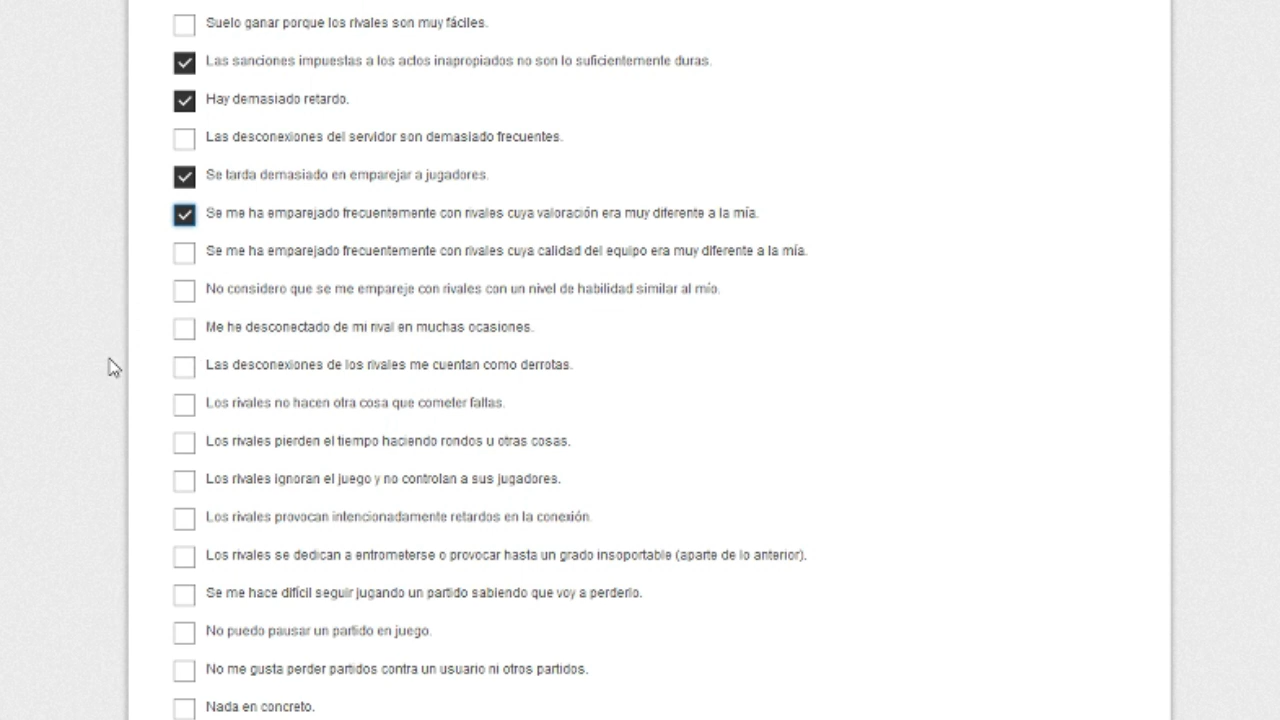 Suelo ganar porque los rivales son muy fáciles.
Las sanciones impuestas a los actos inapropiados no son lo suficientemente duras.
Hay demasiado retardo.
Las desconexiones del servidor son demasiado frecuentes.
Se tarda demasiado en emparejar a jugadores.
Se me ha emparejado frecuentemente con rivales cuya valoración era muy diferente a la mía.
Se me ha emparejado frecuentemente con rivales cuya calidad del equipo era muy diferente a la mía.
No considero que se me empareje con rivales con un nivel de habilidad similar al mío.
Me he desconectado de mi rival en muchas ocasiones.
Las desconexiones de los rivales me cuentan como derrotas.
Los rivales no hacen otra cosa que cometer faltas.
Los rivales pierden el tiempo haciendo rondos u otras cosas.
Los rivales ignoran el juego y no controlan a sus jugadores.
Los rivales provocan intencionadamente retardos en la conexión.
Los rivales se dedican a entrometerse o provocar hasta un grado insoportable (aparte de lo anterior).
Se me hace difícil seguir jugando un partido sabiendo que voy a perderlo.
No puedo pausar un partido en juego.
No me gusta perder partidos contra un usuario ni otros partidos.
Nada en concreto.